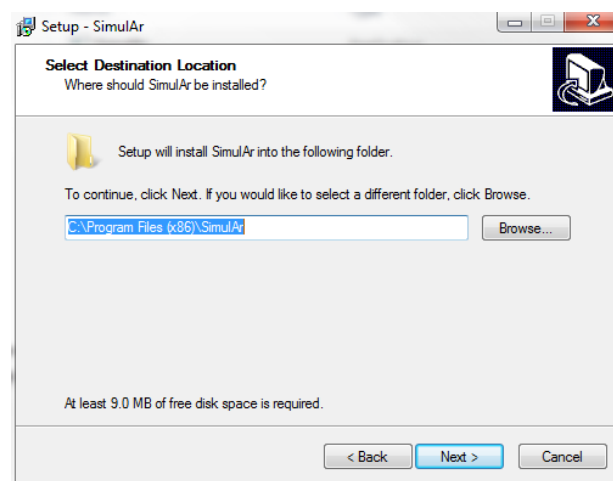 Setup - SimulAr
Select Destination Location
Where should SimulAr be installed?
Setup will install SimulAr into the following folder.
To continue, click Next. If you would like to select a different folder, click Browse.
C:\Program Files (x86)\SimulAr
Browse...
At least 9.0 MB of free disk space is required.
< Back
Next >
Cancel